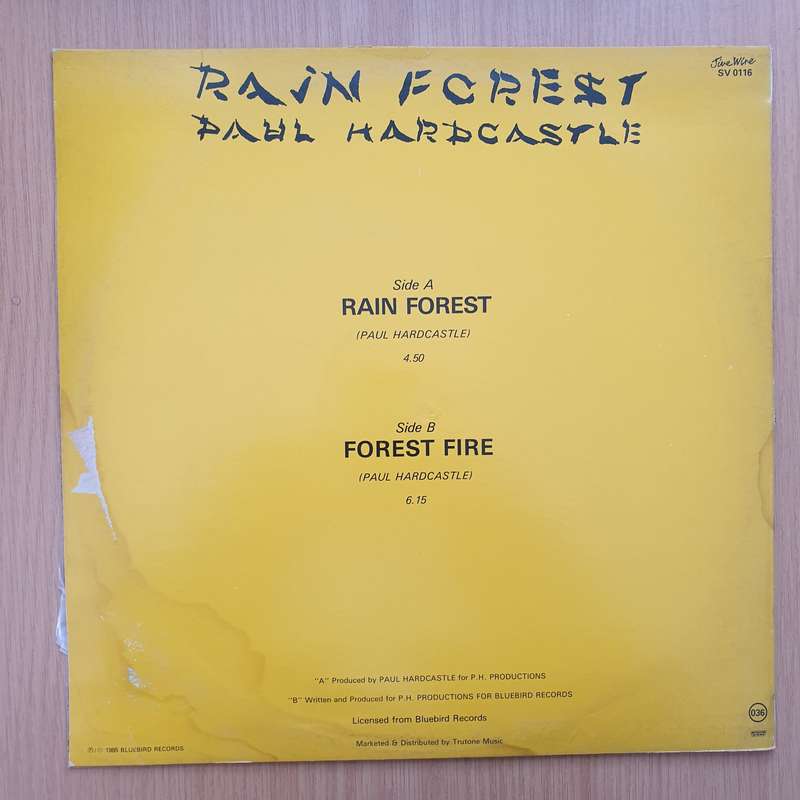 Jive Wire
SV 0116
RAIN FOREST
PAUL HARDCASTLE
Side A
RAIN FOREST
(PAUL HARDCASTLE)
4.50
Side B
FOREST FIRE
(PAUL HARDCASTLE)
6.15
"A" Produced by PAUL HARDCASTLE for P.H. PRODUCTIONS
"B" Written and Produced for P.H. PRODUCTIONS FOR BLUEBIRD RECORDS
Licensed from Bluebird Records
Marketed & Distributed by Trutone Music
036
℗/© 1985 BLUEBIRD RECORDS